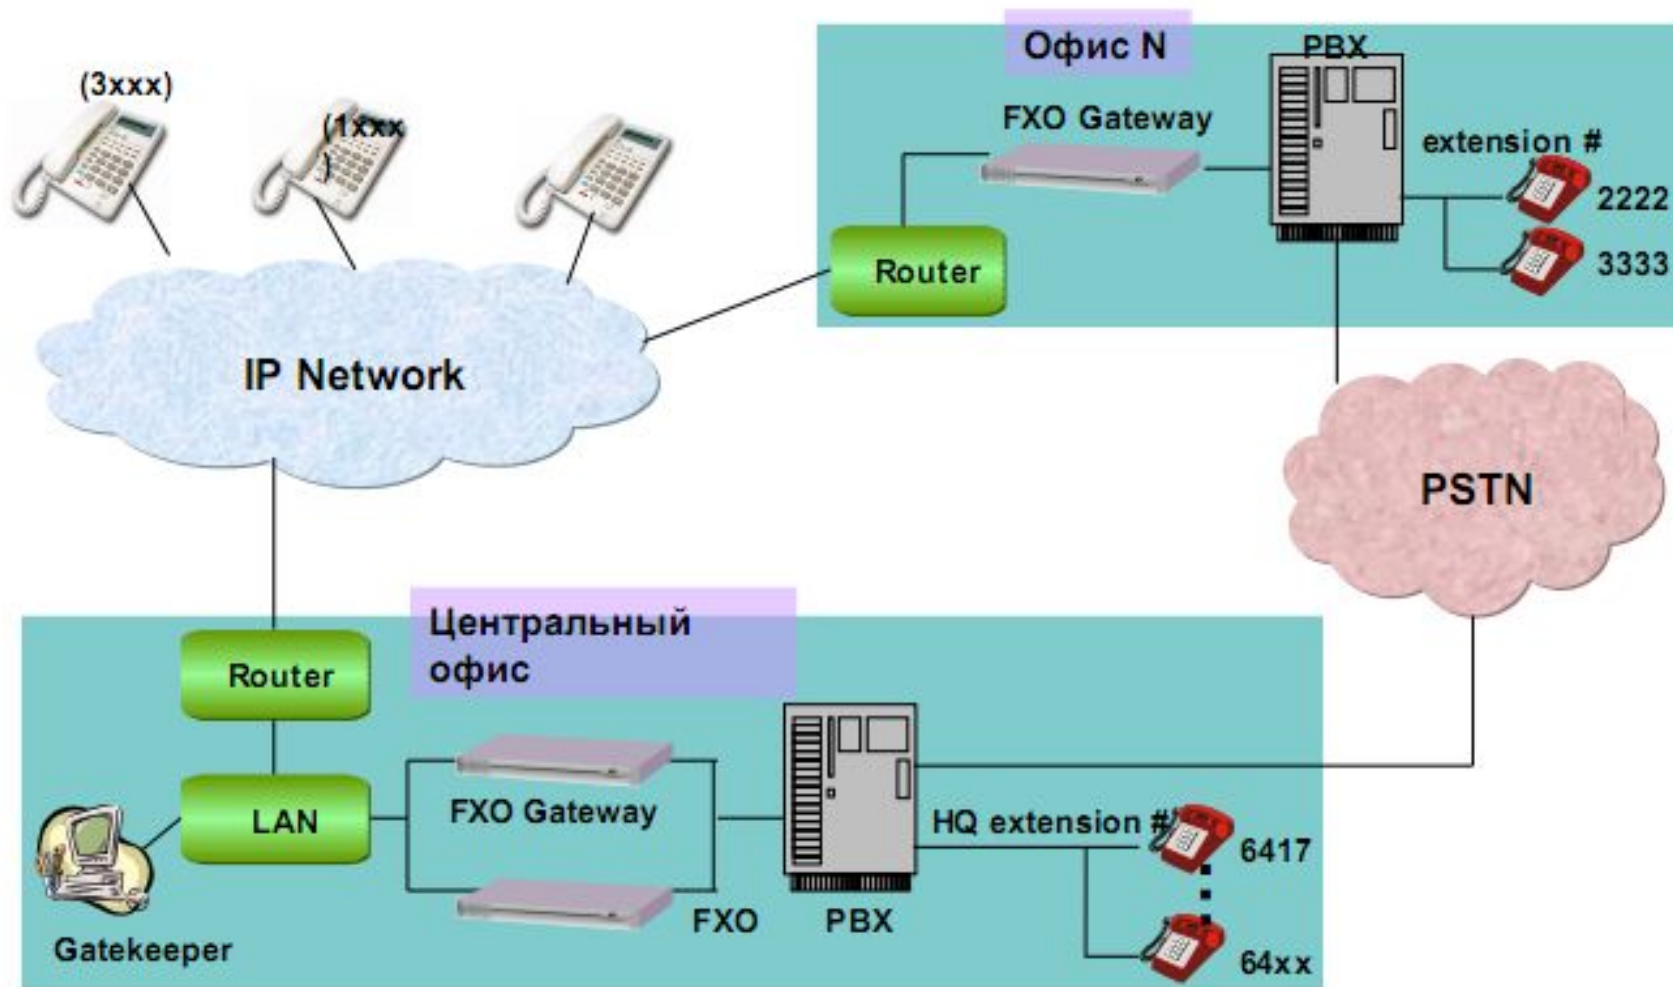 Офис N
PBX
(3xxx)
(1xxx
)
FXO Gateway
extension #
2222
3333
Router
IP Network
PSTN
Центральный
офис
Router
LAN
FXO Gateway
HQ extension #
6417
FXO
PBX
Gatekeeper
64xx